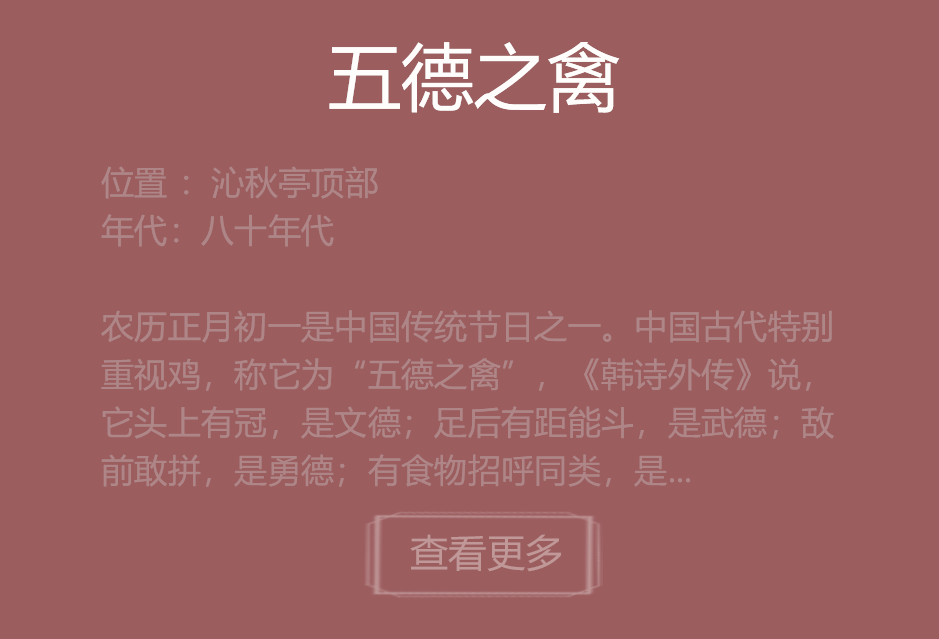 五德之禽
位置 ：沁秋亭顶部
年代：八十年代
农历正月初一是中国传统节日之一。中国古代特别
重视鸡，称它为“五德之禽”，《韩诗外传》说，
它头上有冠，是文德；足后有距能斗，是武德；敌
前敢拼，是勇德；有食物招呼同类，是...
查看更多